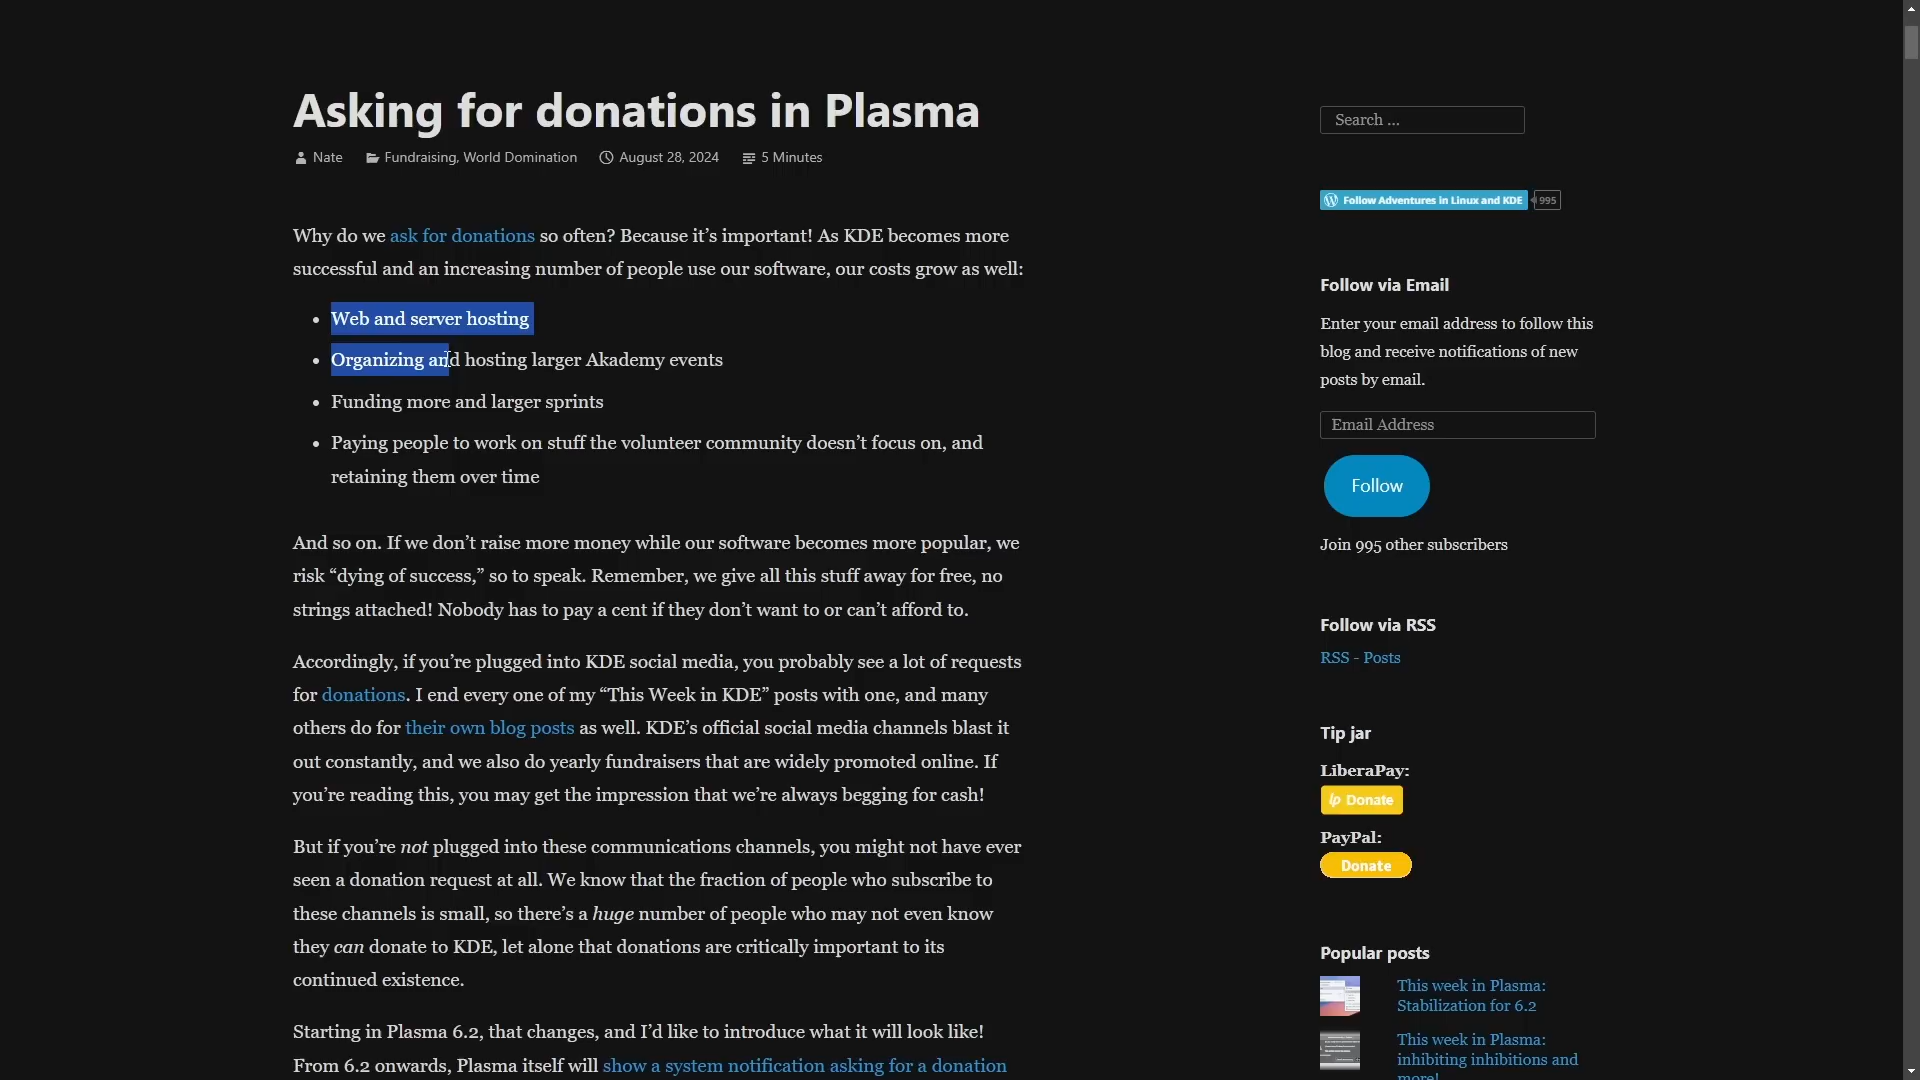 Asking for donations in Plasma
Nate Fundraising, World Domination August 28, 2024 5 Minutes
Why do we ask for donations so often? Because it’s important! As KDE becomes more
successful and an increasing number of people use our software, our costs grow as well:
• Web and server hosting
• Organizing and hosting larger Akademy events
• Funding more and larger sprints
• Paying people to work on stuff the volunteer community doesn’t focus on, and
retaining them over time
And so on. If we don’t raise more money while our software becomes more popular, we
risk “dying of success,” so to speak. Remember, we give all this stuff away for free, no
strings attached! Nobody has to pay a cent if they don’t want to or can’t afford to.
Accordingly, if you’re plugged into KDE social media, you probably see a lot of requests
for donations. I end every one of my “This Week in KDE” posts with one, and many
others do for their own blog posts as well. KDE’s official social media channels blast it
out constantly, and we also do yearly fundraisers that are widely promoted online. If
you’re reading this, you may get the impression that we’re always begging for cash!
But if you’re not plugged into these communications channels, you might not have ever
seen a donation request at all. We know that the fraction of people who subscribe to
these channels is small, so there’s a huge number of people who may not even know
they can donate to KDE, let alone that donations are critically important to its
continued existence.
Starting in Plasma 6.2, that changes, and I’d like to introduce what it will look like!
From 6.2 onwards, Plasma itself will show a system notification asking for a donation
Search …
Follow Adventures in Linux and KDE 995
Follow via Email
Enter your email address to follow this
blog and receive notifications of new
posts by email.
Email Address
Follow
Join 995 other subscribers
Follow via RSS
RSS - Posts
Tip jar
LiberaPay:
lp Donate
PayPal:
Donate
Popular posts
This week in Plasma:
Stabilization for 6.2
This week in Plasma:
inhibiting inhibitions and
more!